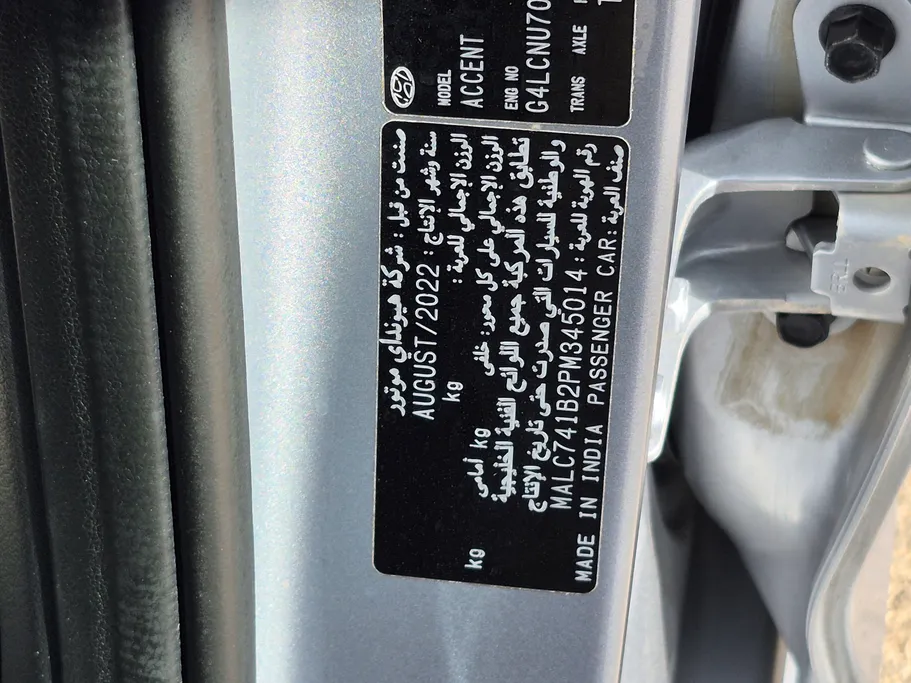 MODEL
ACCENT
ENG NO
G4LCNU70
TRANS AXLE
صنعت من قبل : شركة هيونداي موتور
سنة وشهر الإنتاج : AUGUST/2022
الوزن الإجمالي للعربة : kg
الوزن الإجمالي على كل محور: خلفي kg أمامي kg
تطابق هذه المركبة جميع اللوائح الفنية الخليجية
والوطنية للسيارات التي صدرت حتى تاريخ الإنتاج
رقم الهوية للعربة : MALC741B2PM345014
صنف العربة : MADE IN INDIA PASSENGER CAR